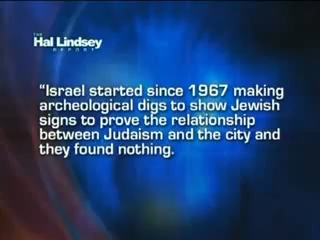 THE
Hal Lindsey
REPORT
“Israel started since 1967 making
archeological digs to show Jewish
signs to prove the relationship
between Judaism and the city and
they found nothing.